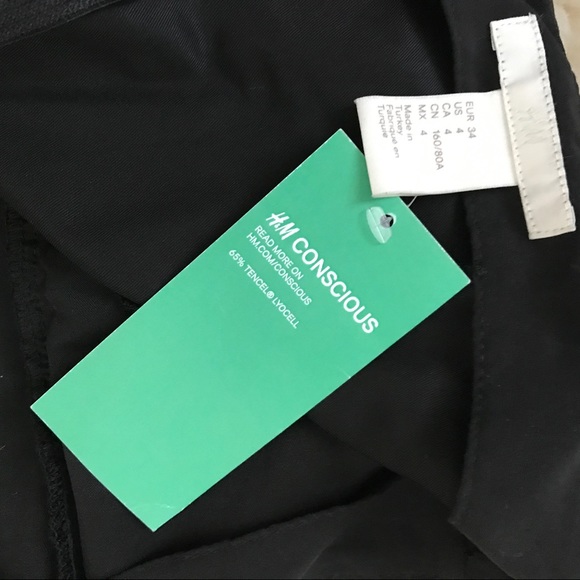 EUR 34
US 4
CA 4
CN 160/80A
MX 4
Made in
Turkey
Fabriqué en
Turquie
H&M
H&M CONSCIOUS
READ MORE ON
HM.COM/CONSCIOUS
65% TENCEL® LYOCELL